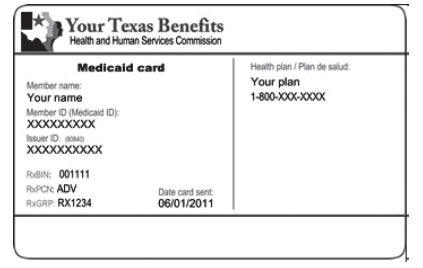 Your Texas Benefits
Health and Human Services Commission
Medicaid card
Member name:
Your name
Member ID (Medicaid ID):
XXXXXXXXX
Issuer ID: (80840)
XXXXXXXXXX
RxBIN: 001111
RxPCN: ADV
RxGRP: RX1234
Date card sent:
06/01/2011
Health plan / Plan de salud:
Your plan
1-800-XXX-XXXX